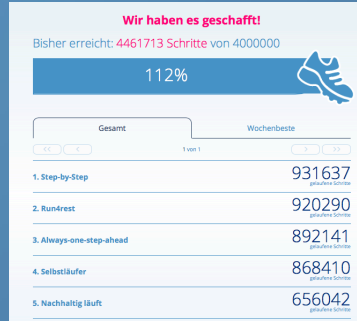 Wir haben es geschafft!
Bisher erreicht: 4461713 Schritte von 4000000
112%
Gesamt Wochenbeste
<< < 1 von 1 > >>
1. Step-by-Step 931637
gelaufene Schritte
2. Run4rest 920290
gelaufene Schritte
3. Always-one-step-ahead 892141
gelaufene Schritte
4. Selbstläufer 868410
gelaufene Schritte
5. Nachhaltig läuft 656042
gelaufene Schritte